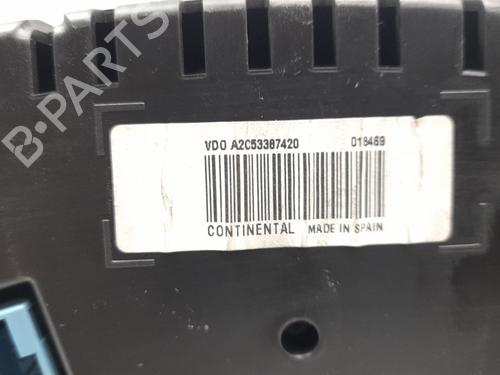 B-PARTS
VDO A2C53387420 018469
CONTINENTAL MADE IN SPAIN